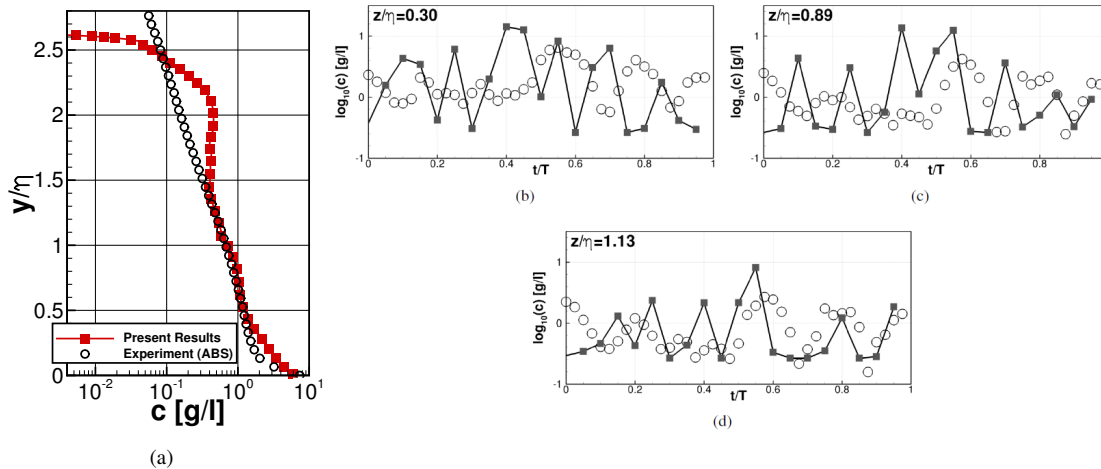 2.5
2
1.5
1
0.5
0
y/η
Present Results
Experiment (ABS)
10⁻² 10⁻¹ 10⁰ 10¹
c [g/l]
(a)
z/η=0.30
log₁₀(c) [g/l]
1
0
-1
0 0.2 0.4 0.6 0.8 1
t/T
(b)
z/η=0.89
log₁₀(c) [g/l]
1
0
-1
0 0.2 0.4 0.6 0.8
t/T
(c)
z/η=1.13
log₁₀(c) [g/l]
1
0
-1
0 0.2 0.4 0.6 0.8 1
t/T
(d)